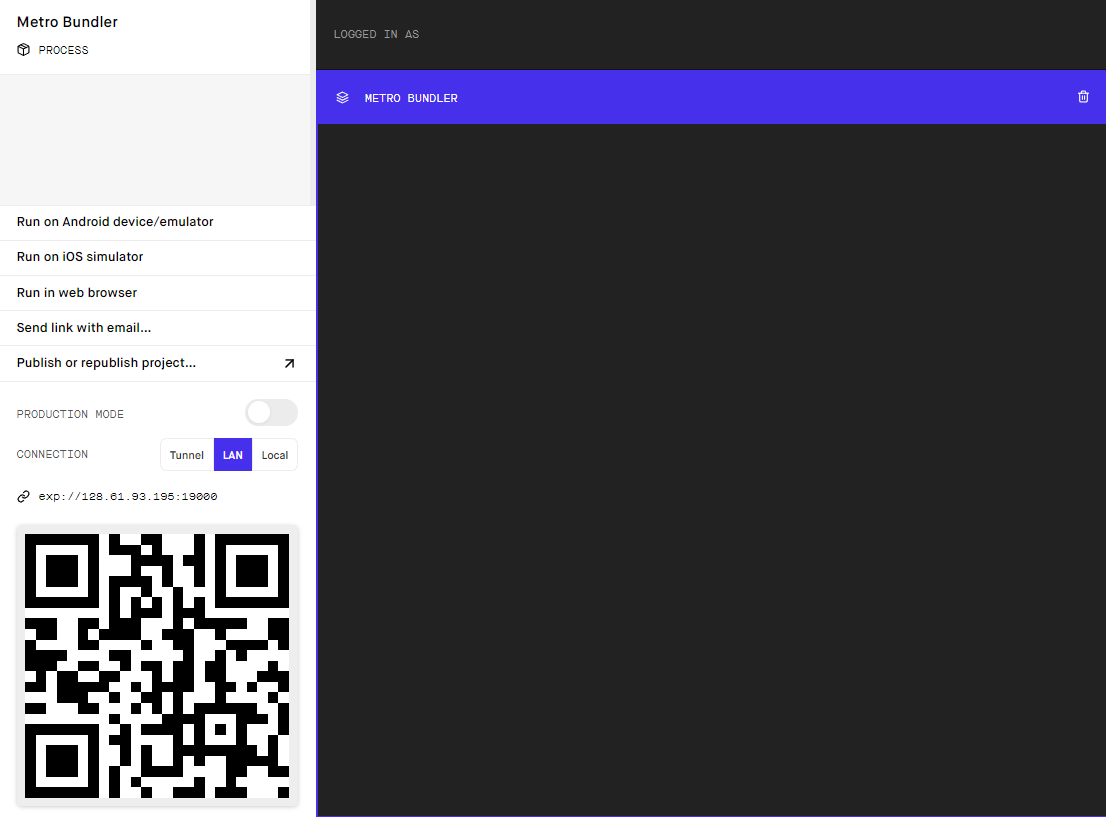 Metro Bundler
PROCESS
Run on Android device/emulator
Run on iOS simulator
Run in web browser
Send link with email...
Publish or republish project...
PRODUCTION MODE
CONNECTION
Tunnel
LAN
Local
exp://128.61.93.195:19000
LOGGED IN AS
METRO BUNDLER